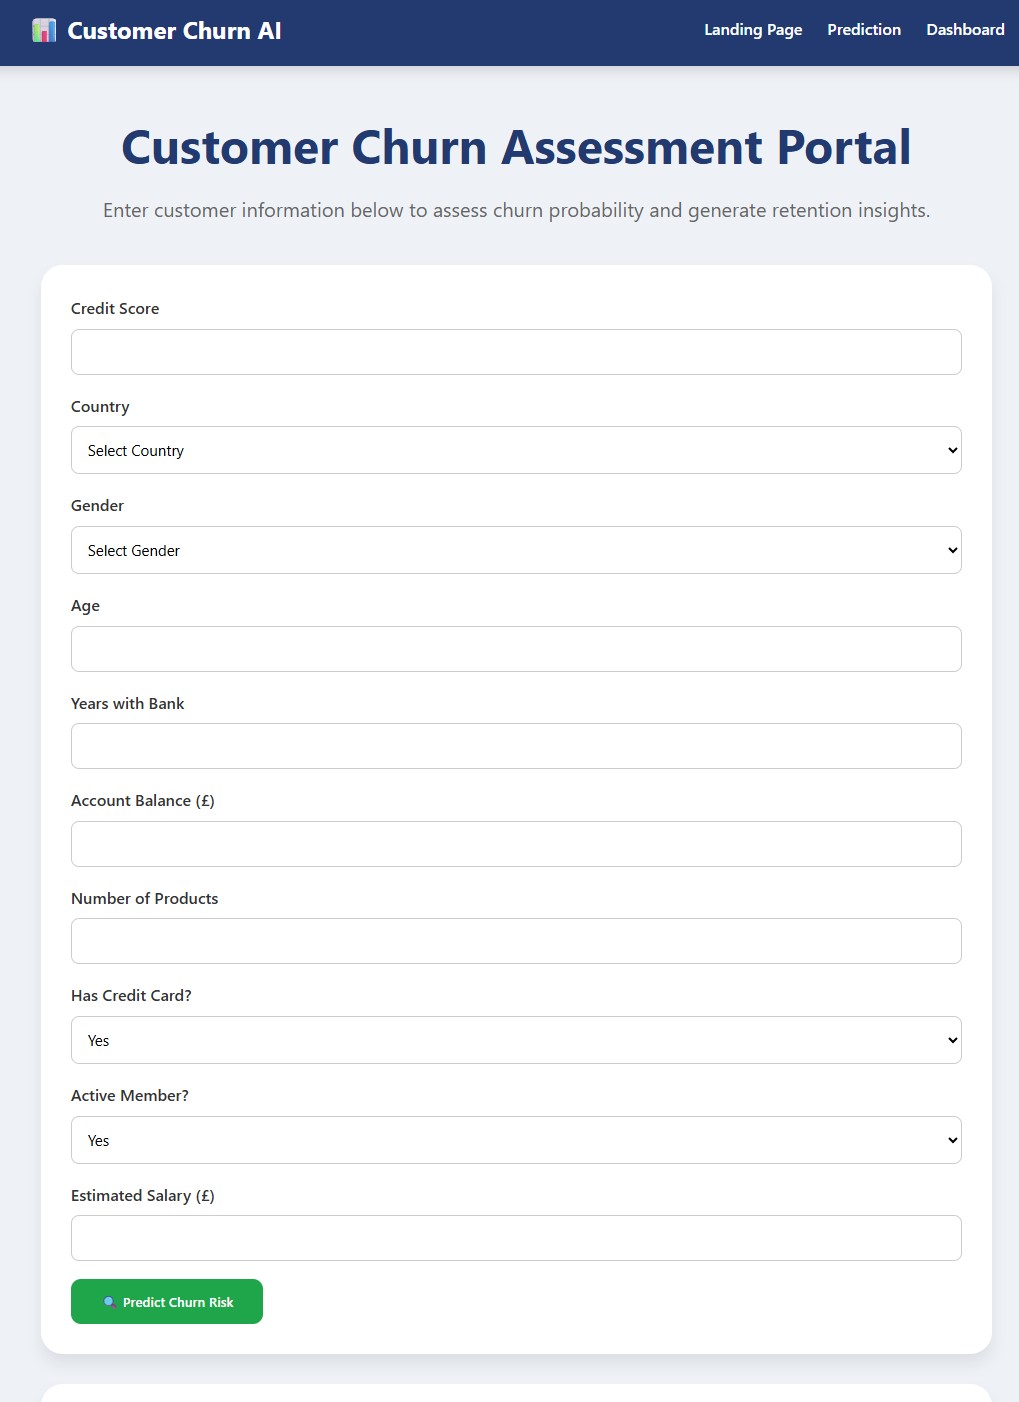 Customer Churn AI
Landing Page Prediction Dashboard
Customer Churn Assessment Portal
Enter customer information below to assess churn probability and generate retention insights.
Credit Score
Country
Select Country
Gender
Select Gender
Age
Years with Bank
Account Balance (£)
Number of Products
Has Credit Card?
Yes
Active Member?
Yes
Estimated Salary (£)
Predict Churn Risk